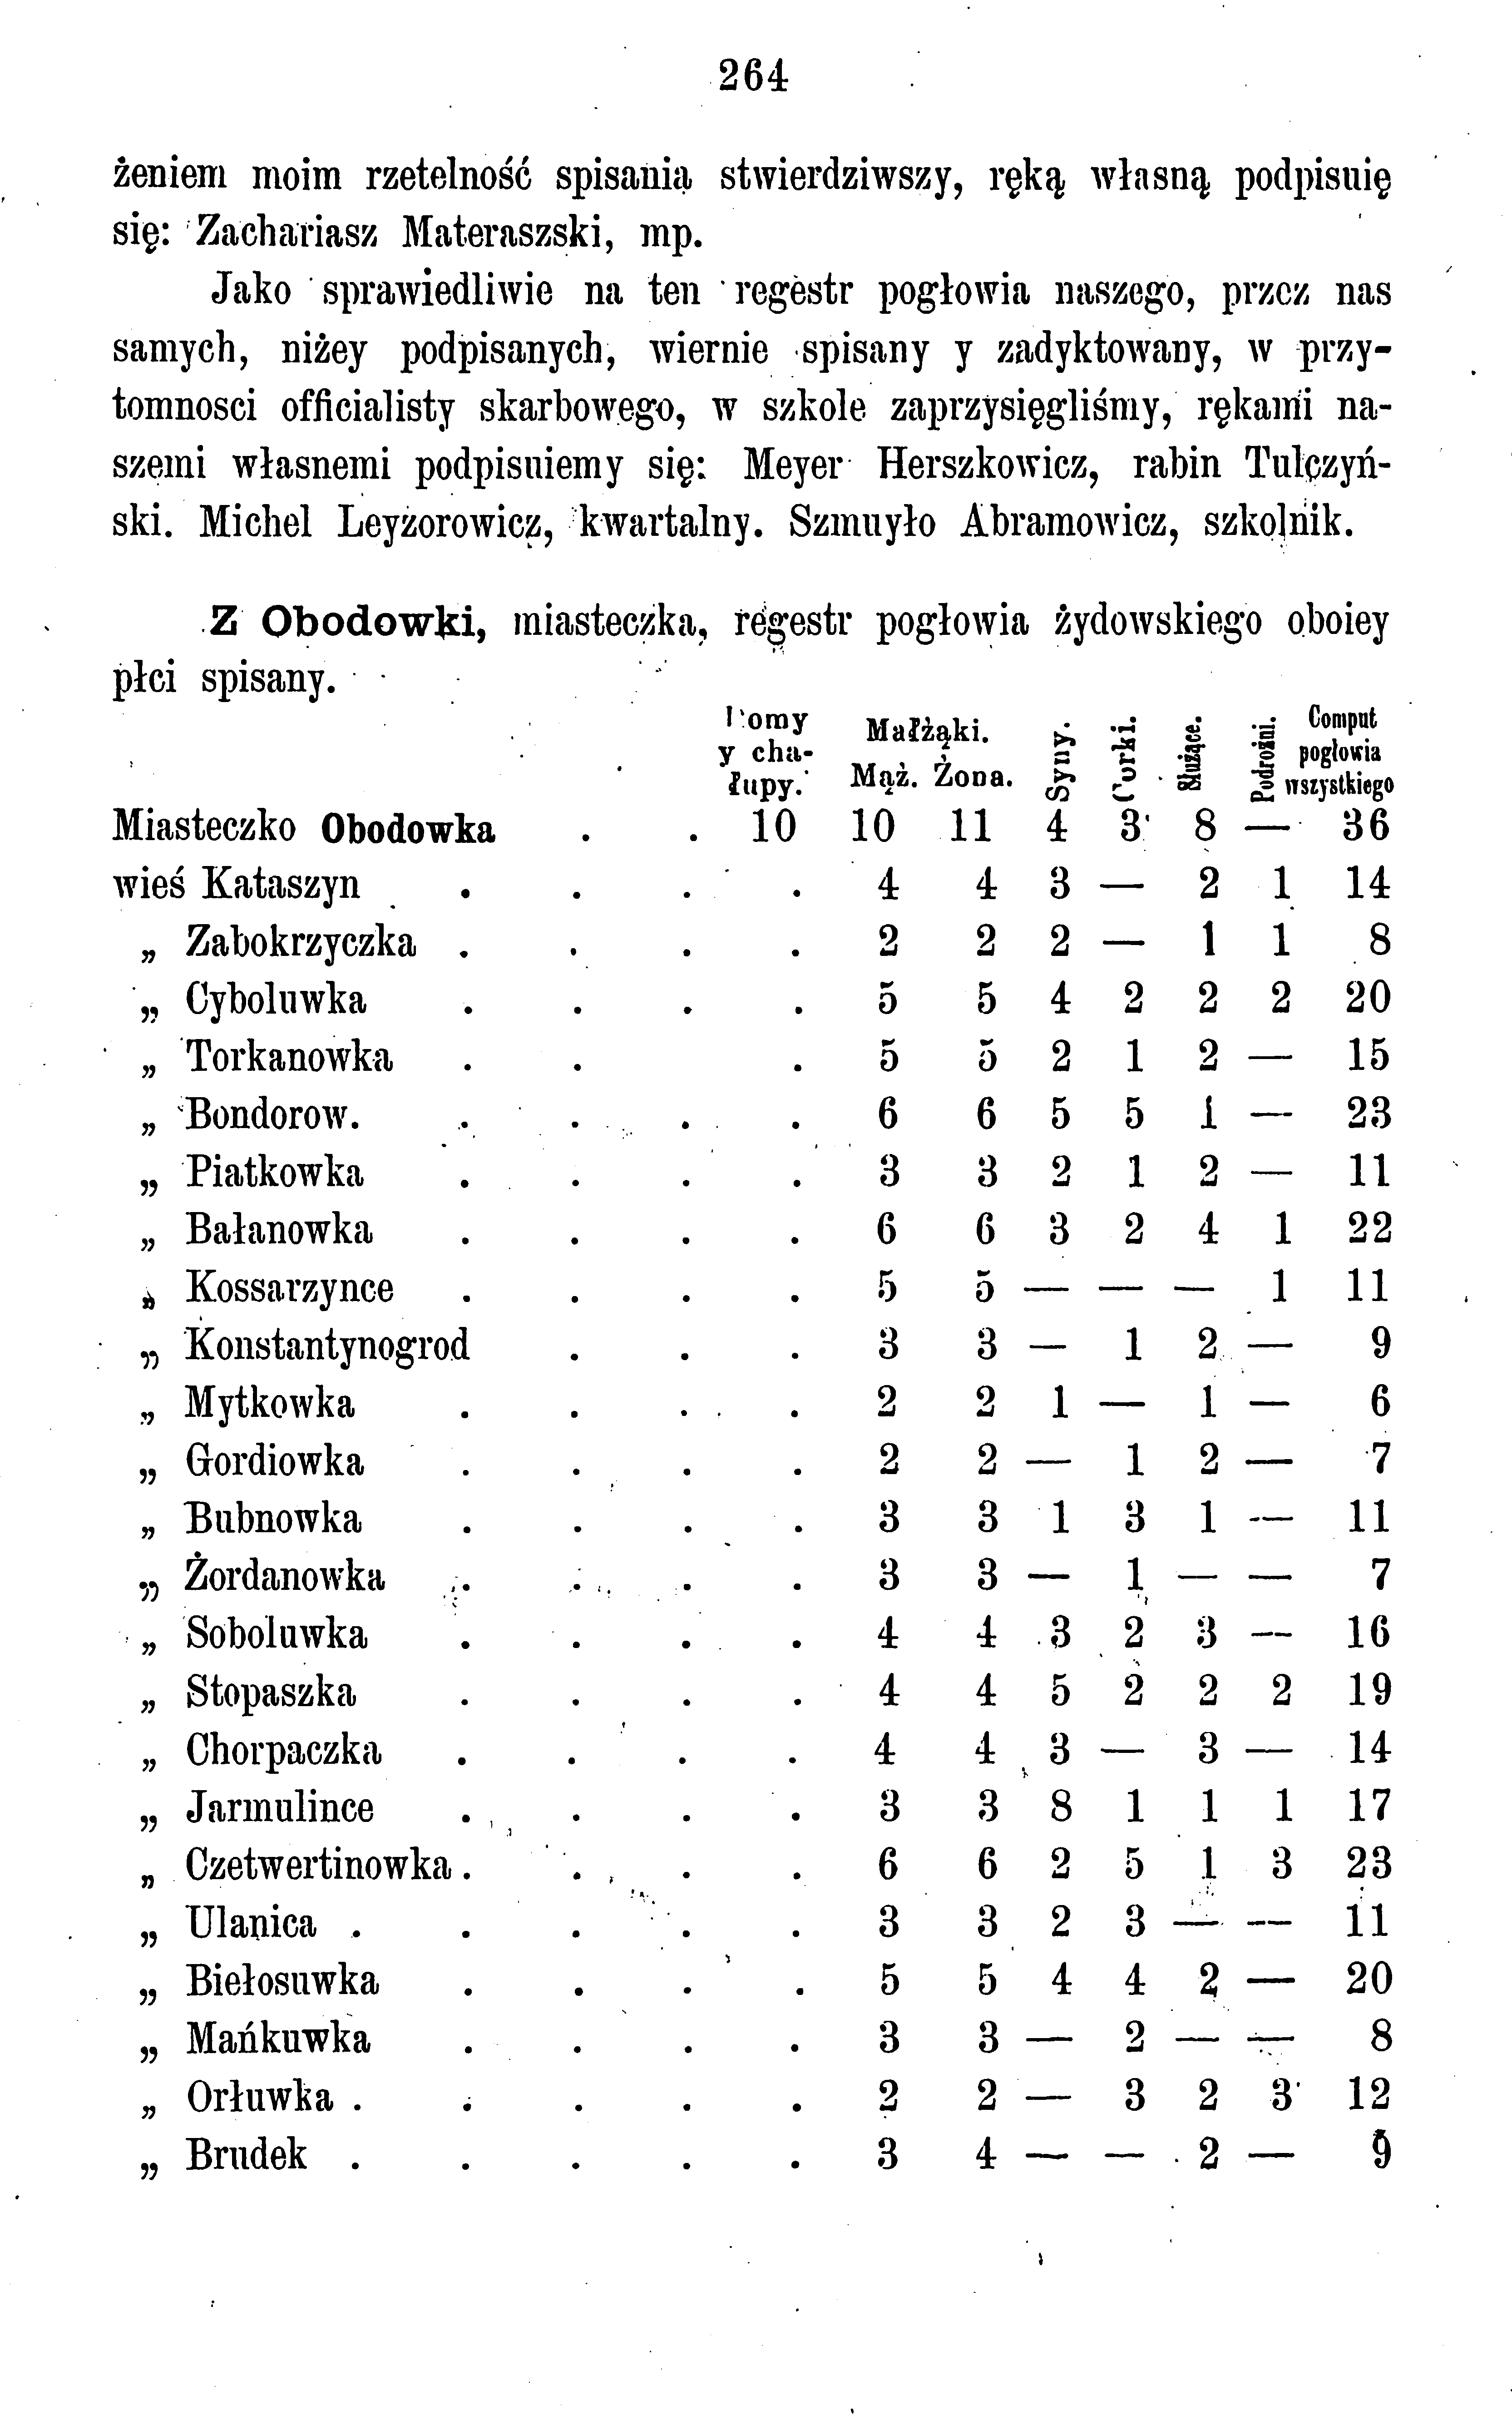 264
żeniem moim rzetelność spisania stwierdziwszy, ręką własną podpisuię
się: Zachariasz Materaszski, mp.
Jako sprawiedliwie na ten regestr pogłowia naszego, przez nas
samych, niżey podpisanych, wiernie spisany y zadyktowany, w przy-
tomnosci officialisty skarbowego, w szkole zaprzysięgliśmy, rękami na-
szemi własnemi podpisuiemy się: Meyer Herszkowicz, rabin Tulczyń-
ski. Michel Leyzorowicz, kwartalny. Szmuyło Abramowicz, szkolnik.
Z Obodowki, miasteczka, regestr pogłowia żydowskiego oboiey
płci spisany.
Domy y cha-łupy. Małżąki. Mąż. Żona. Syny. Corki. Służące. Podrożni. Comput pogłowia wszystkiego
Miasteczko Obodowka . . 10 10 11 4 3 8 — 36
wieś Kataszyn . . . . 4 4 3 — 2 1 14
„ Zabokrzyczka . . . . 2 2 2 — 1 1 8
„ Cyboluwka . . . . 5 5 4 2 2 2 20
„ Torkanowka . . . 5 5 2 1 2 — 15
„ Bondorow. . . . . 6 6 5 5 1 — 23
„ Piatkowka . . . . 3 3 2 1 2 — 11
„ Bałanowka . . . . 6 6 3 2 4 1 22
„ Kossarzynce . . . . 5 5 — — — 1 11
„ Konstantynogrod . . . 3 3 — 1 2 — 9
„ Mytkowka . . . . 2 2 1 — 1 — 6
„ Gordiowka . . . . 2 2 — 1 2 — 7
„ Bubnowka . . . . 3 3 1 3 1 — 11
„ Żordanowka . . . . 3 3 — 1 — — 7
„ Soboluwka . . . . 4 4 3 2 3 — 16
„ Stopaszka . . . . 4 4 5 2 2 2 19
„ Chorpaczka . . . . 4 4 3 — 3 — 14
„ Jarmulince . . . . 3 3 8 1 1 1 17
„ Czetwertinowka . . . . 6 6 2 5 1 3 23
„ Ulanica . . . . . 3 3 2 3 — — 11
„ Biełosuwka . . . . 5 5 4 4 2 — 20
„ Mańkuwka . . . . 3 3 — 2 — — 8
„ Orłuwka . . . . . 2 2 — 3 2 3 12
„ Brudek . . . . . 3 4 — — 2 — 9